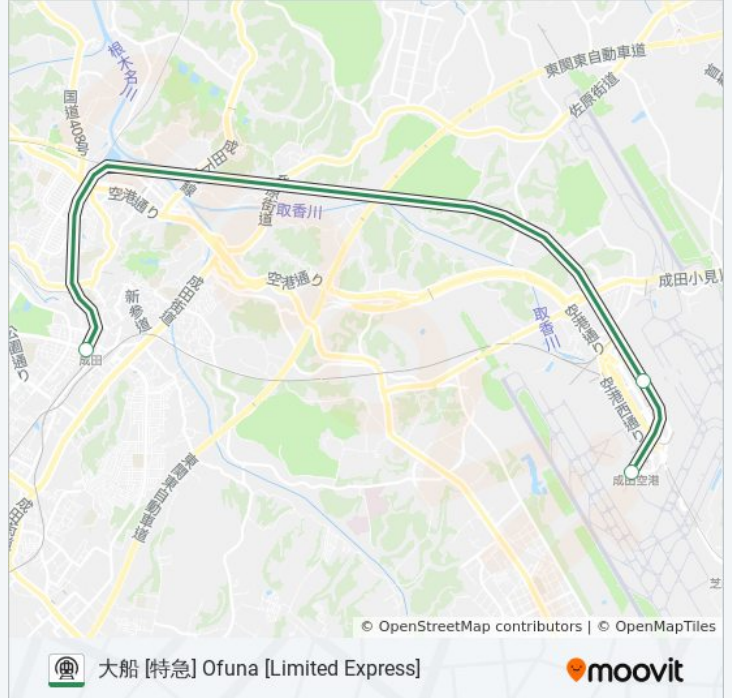 根木名川
東関東自動車道
国道408号
佐原街道
空港通り
取香川
空港通り
成田小見川
新参道
成田街道
取香川
空港通り
公園通り
成田
空港西通り
成田空港
東関東自動車道
芝
© OpenStreetMap contributors | © OpenMapTiles
大船 [特急] Ofuna [Limited Express]
moovit